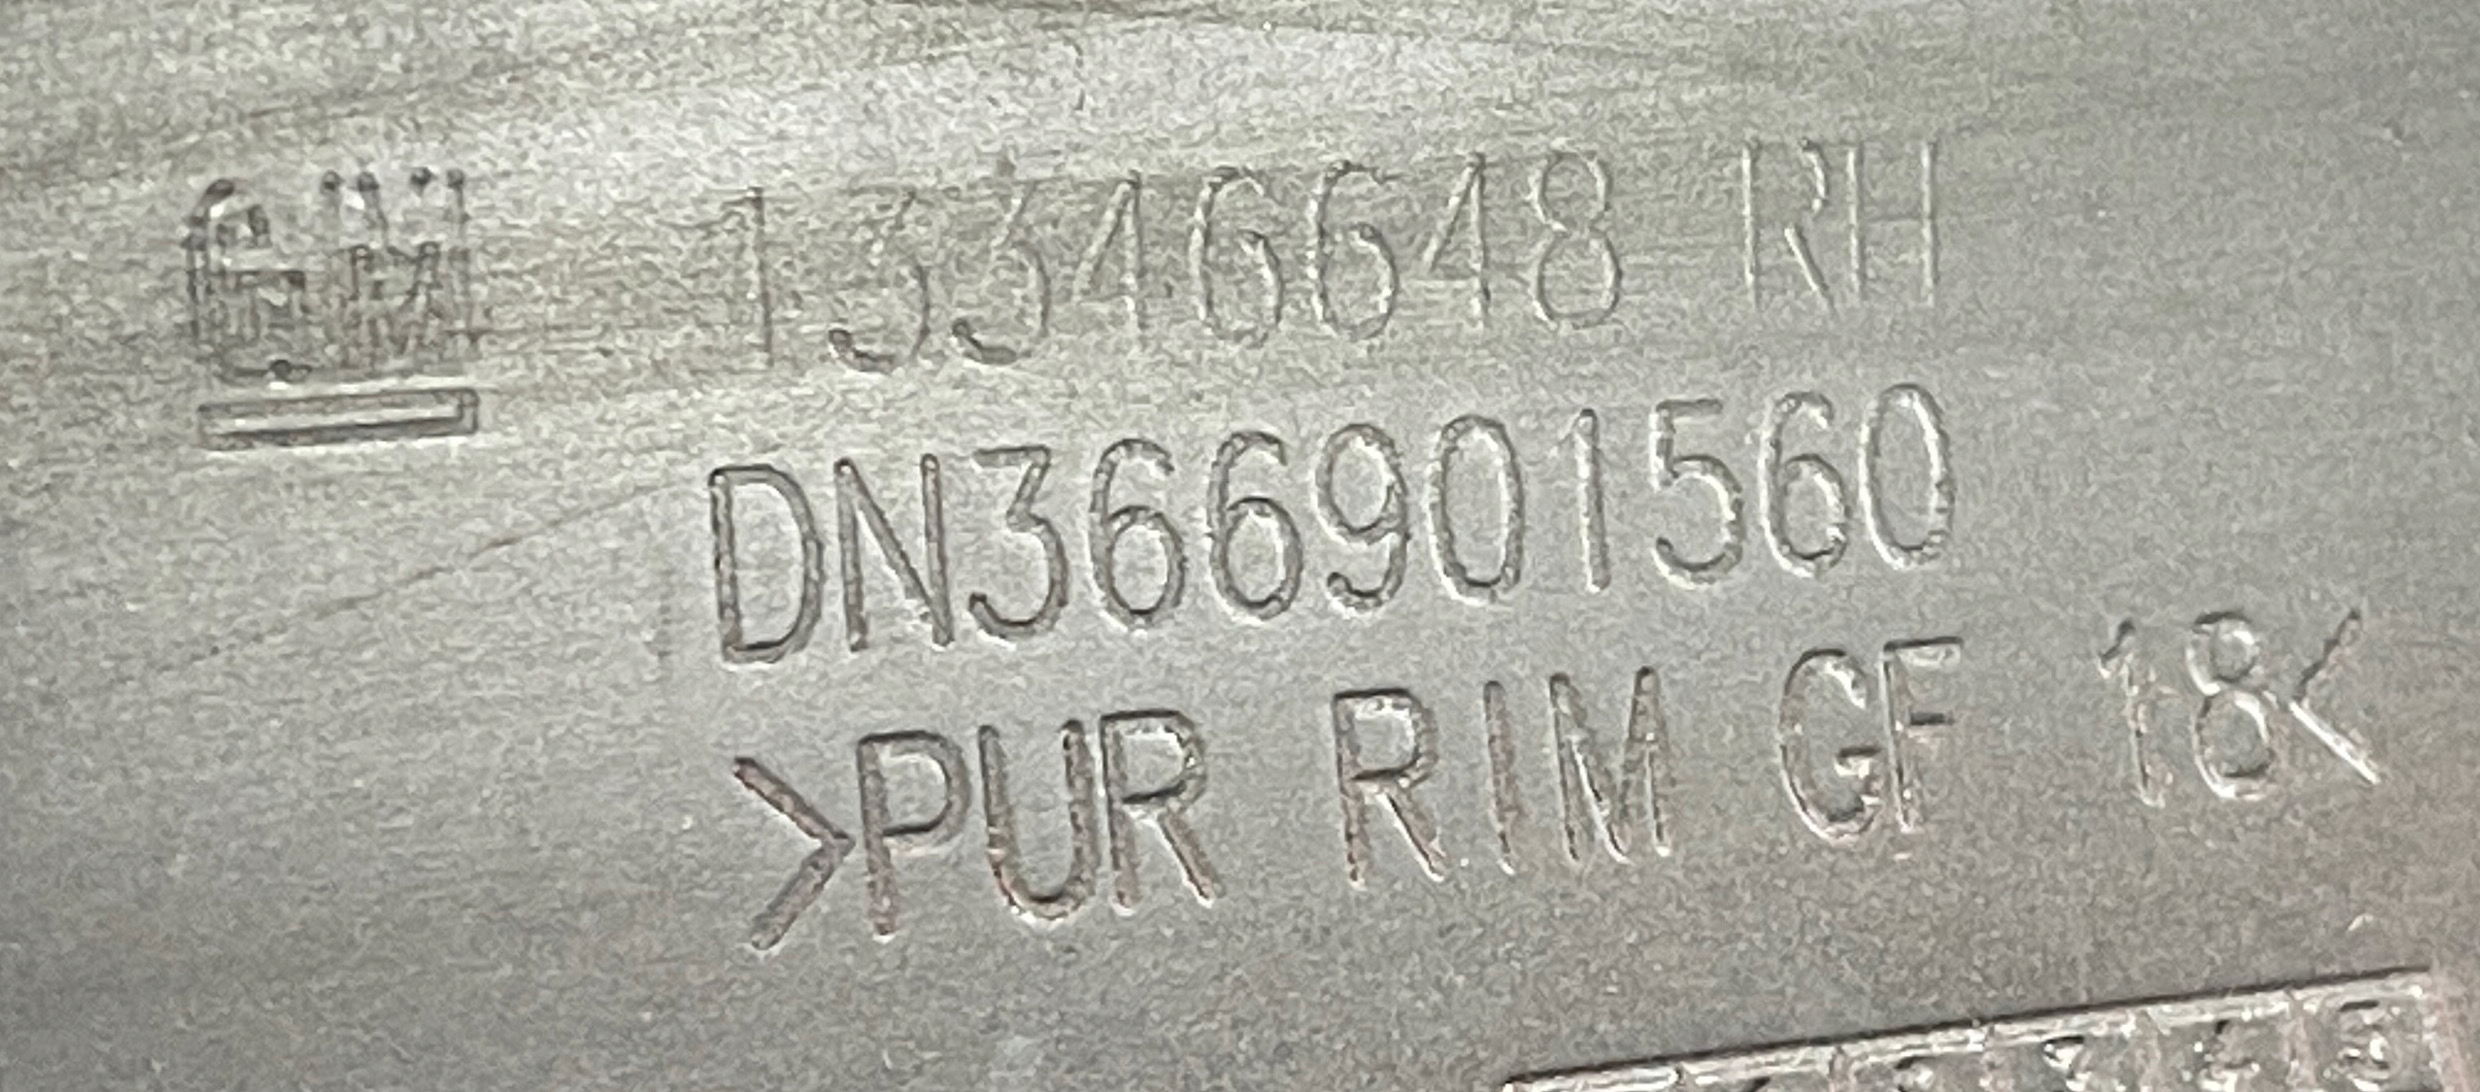 GM 13346648 RH
DN366901560
>PUR RIM GF 18<